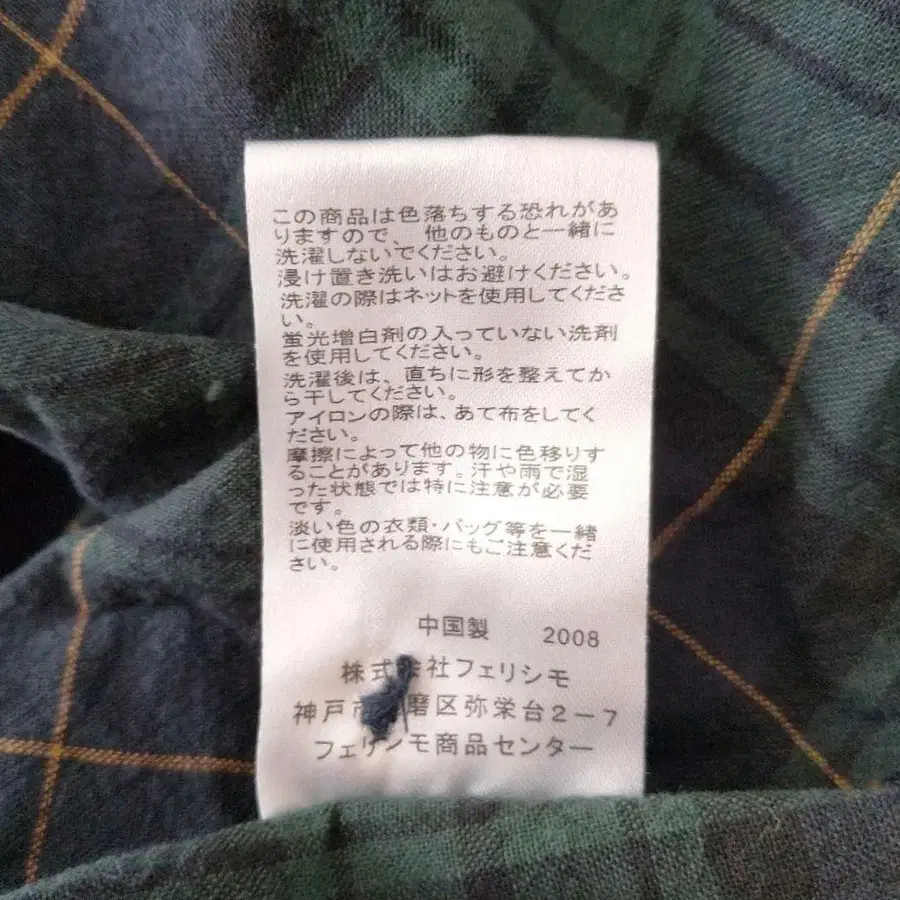 この商品は色落ちする恐れがあ
りますので、他のものと一緒に
洗濯しないでください。
浸け置き洗いはお避けください。
洗濯の際はネットを使用してくださ
い。
蛍光増白剤の入っていない洗剤
を使用してください。
洗濯後は、直ちに形を整えてか
ら干してください。
アイロンの際は、あて布をしてく
ださい。
摩擦によって他の物に色移りす
ることがあります。汗や雨で湿
った状態では特に注意が必要
です。
淡い色の衣類・バッグ等を一緒
に使用される際にもご注意くだ
さい。
中国製 2008
株式会社フェリシモ
神戸市 磨区弥栄台2-7
フェリシモ商品センター